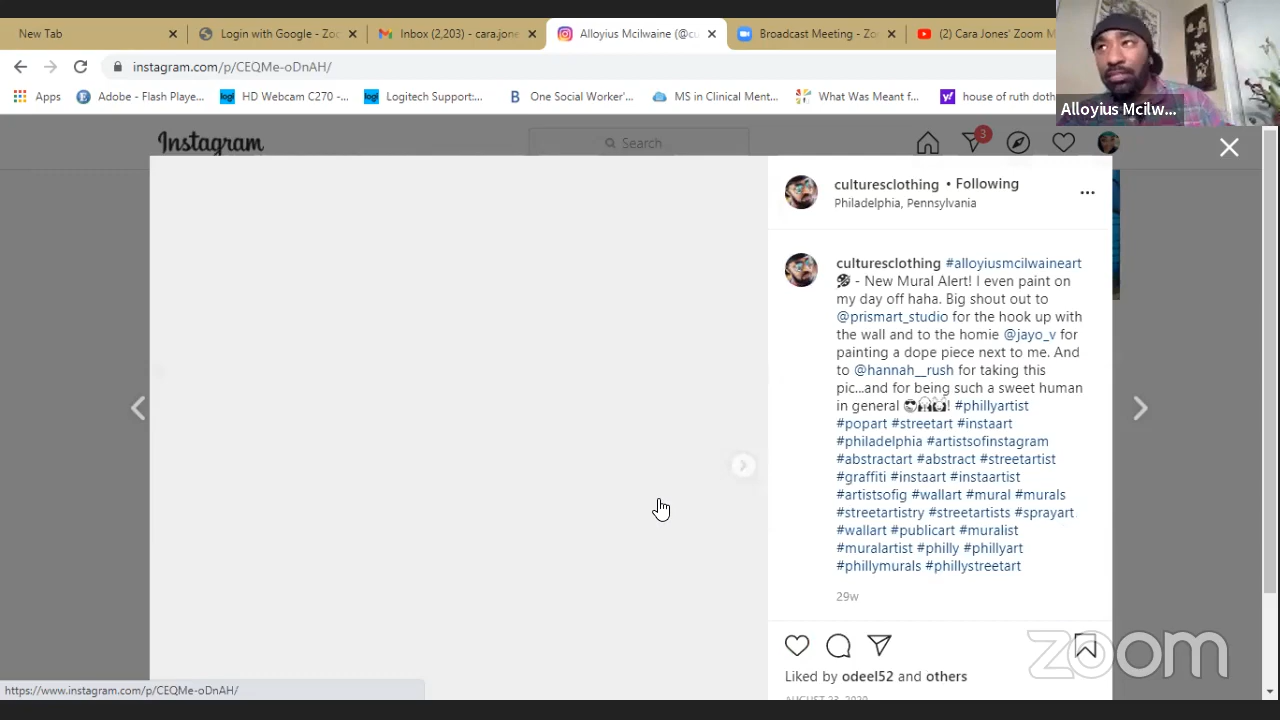 New Tab
Login with Google - Zoo
Inbox (2,203) - cara.jone
Alloyius Mcilwaine (@cu
Broadcast Meeting - Zo
(2) Cara Jones' Zoom M
instagram.com/p/CEQMe-oDnAH/
Apps
Adobe - Flash Playe...
HD Webcam C270 -...
Logitech Support:...
One Social Worker'...
MS in Clinical Ment...
What Was Meant f...
house of ruth doth
Alloyius Mcilw...
Instagram
Search
3
culturesclothing • Following
Philadelphia, Pennsylvania
culturesclothing #alloyiusmcilwaineart
- New Mural Alert! I even paint on
my day off haha. Big shout out to
@prismart_studio for the hook up with
the wall and to the homie @jayo_v for
painting a dope piece next to me. And
to @hannah__rush for taking this
pic...and for being such a sweet human
in general 😎🙌🙌! #phillyartist
#popart #streetart #instaart
#philadelphia #artistsofinstagram
#abstractart #abstract #streetartist
#graffiti #instaart #instaartist
#artistsofig #wallart #mural #murals
#streetartistry #streetartists #sprayart
#wallart #publicart #muralist
#muralartist #philly #phillyart
#phillymurals #phillystreetart
29w
Liked by odeel52 and others
AUGUST 23, 2020
zoom
https://www.instagram.com/p/CEQMe-oDnAH/